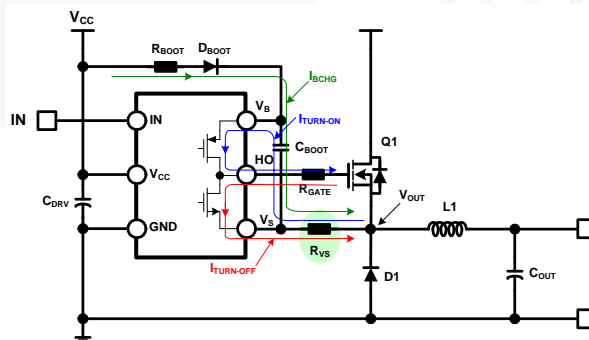 VCC
RBOOT
DBOOT
IBCHG
IN
IN
VB
ITURN-ON
CBOOT
Q1
HO
VCC
RGATE
CDRV
VOUT
L1
GND
VS
RVS
ITURN-OFF
D1
COUT